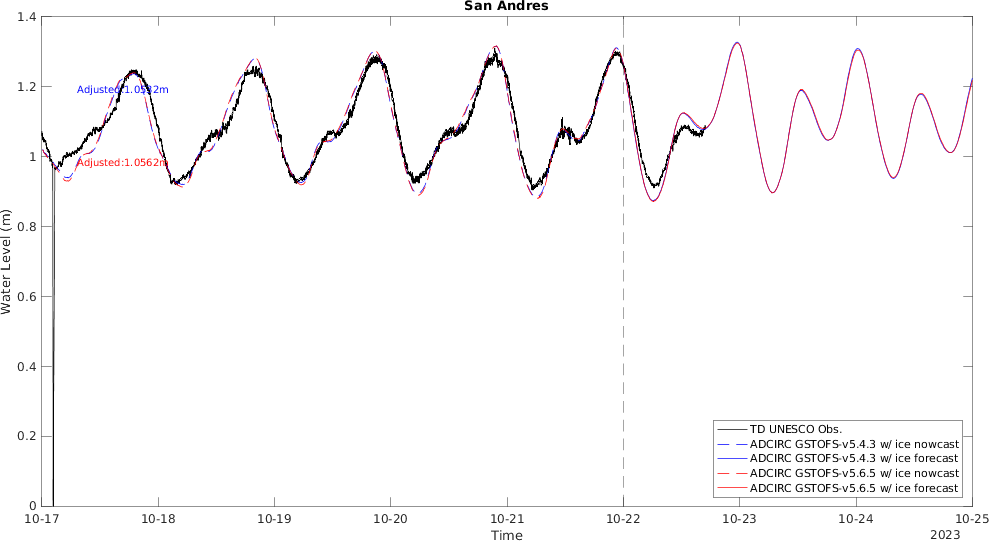 San Andres
1.4
1.2
1
0.8
0.6
0.4
0.2
0
Water Level (m)
Adjusted:1.0562m
10-17
10-18
10-19
10-20
10-21
10-22
10-23
10-24
10-25
Time
2023
TD UNESCO Obs.
ADCIRC GSTOFS-v5.4.3 w/ ice nowcast
ADCIRC GSTOFS-v5.4.3 w/ ice forecast
ADCIRC GSTOFS-v5.6.5 w/ ice nowcast
ADCIRC GSTOFS-v5.6.5 w/ ice forecast